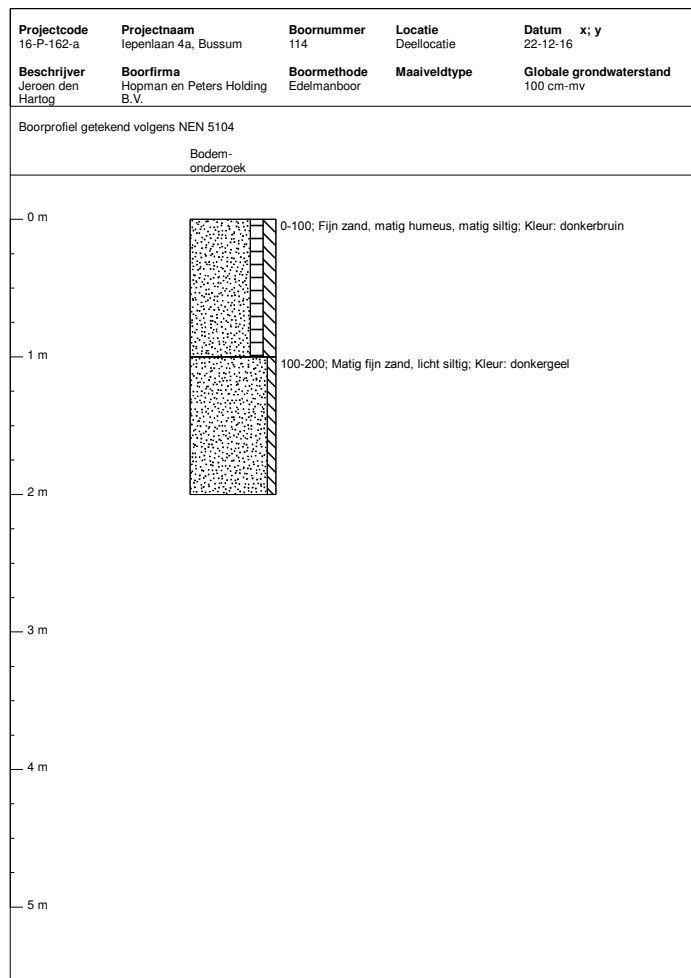 Projectcode Projectnaam Boornummer Locatie Datum x; y
16-P-162-a Iepenlaan 4a, Bussum 114 Deellocatie 22-12-16
Beschrijver Boorfirma Boormethode Maaiveldtype Globale grondwaterstand
Jeroen den Hopman en Peters Holding Edelmanboor 100 cm-mv
Hartog B.V.
Boorprofiel getekend volgens NEN 5104
Bodem-
onderzoek
0 m
0-100; Fijn zand, matig humeus, matig siltig; Kleur: donkerbruin
1 m
100-200; Matig fijn zand, licht siltig; Kleur: donkergeel
2 m
3 m
4 m
5 m